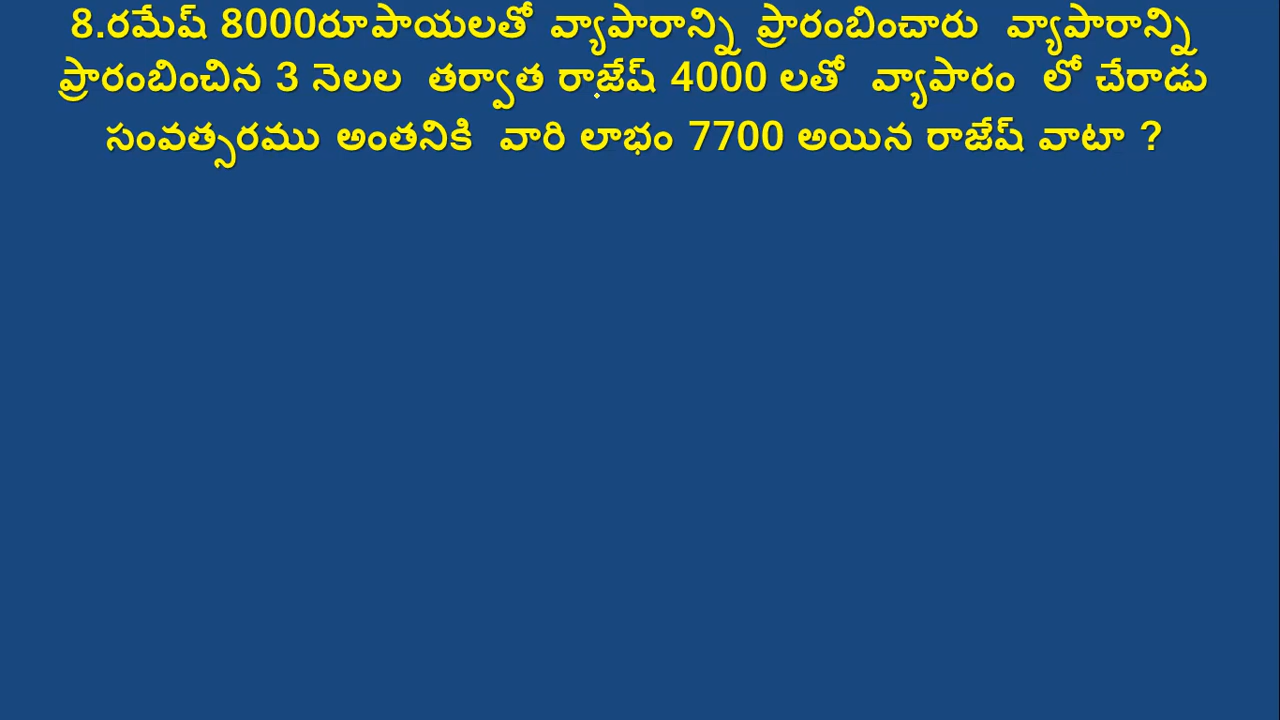 8.రమేష్ 8000రూపాయలతో వ్యాపారాన్ని ప్రారంబించారు వ్యాపారాన్ని
ప్రారంబించిన 3 నెలల తర్వాత రాజేష్ 4000 లతో వ్యాపారం లో చేరాడు
సంవత్సరము అంతనికి వారి లాభం 7700 అయిన రాజేష్ వాటా ?